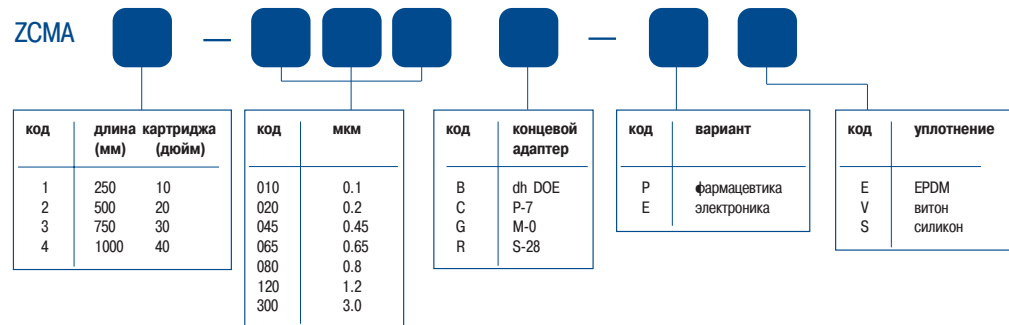 ZCMA — —
код длина картриджа
(мм) (дюйм)
1 250 10
2 500 20
3 750 30
4 1000 40
код мкм
010 0.1
020 0.2
045 0.45
065 0.65
080 0.8
120 1.2
300 3.0
код концевой
адаптер
B dh DOE
C P-7
G M-0
R S-28
код вариант
P фармацевтика
E электроника
код уплотнение
E EPDM
V витон
S силикон